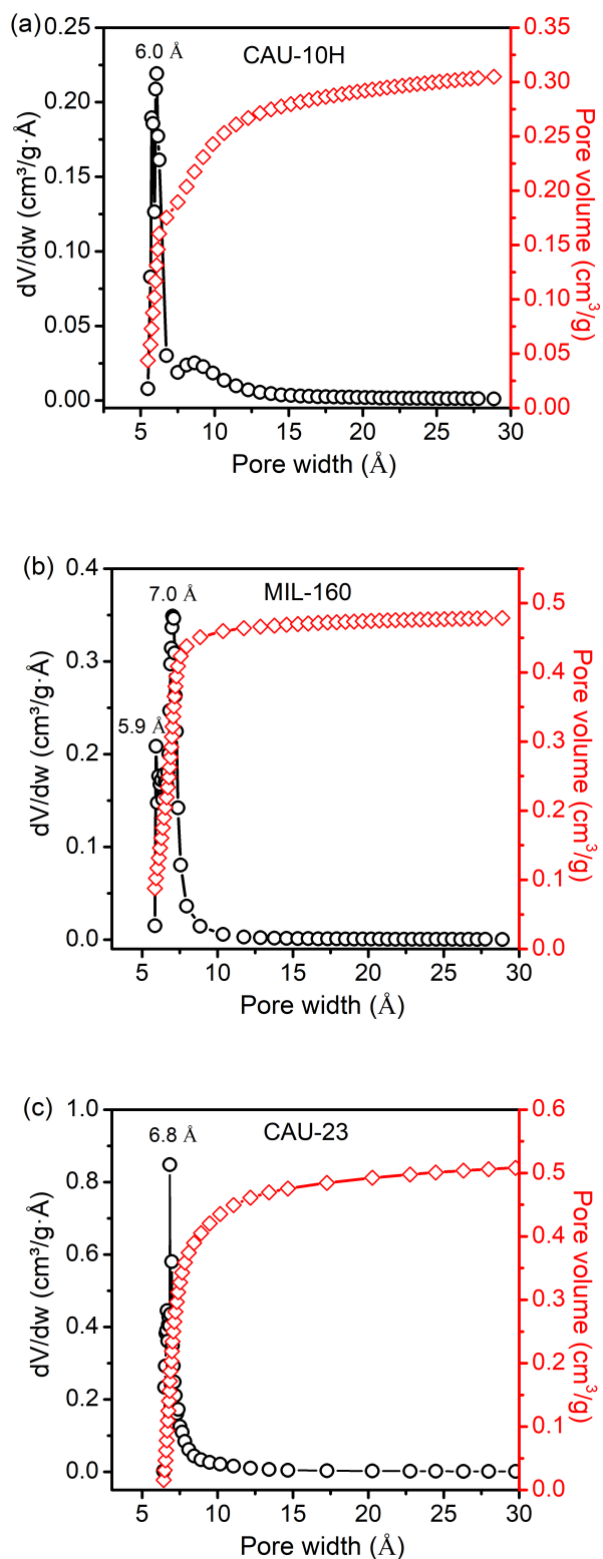 (a)
6.0 Å
CAU-10H
0.25
0.20
0.15
0.10
0.05
0.00
dV/dw (cm³/g·Å)
0.35
0.30
0.25
0.20
0.15
0.10
0.05
0.00
Pore volume (cm³/g)
5 10 15 20 25 30
Pore width (Å)
(b)
7.0 Å
MIL-160
5.9 Å
0.4
0.3
0.2
0.1
0.0
dV/dw (cm³/g·Å)
0.5
0.4
0.3
0.2
0.1
0.0
Pore volume (cm³/g)
5 10 15 20 25 30
Pore width (Å)
(c)
6.8 Å
CAU-23
1.0
0.8
0.6
0.4
0.2
0.0
dV/dw (cm³/g·Å)
0.6
0.5
0.4
0.3
0.2
0.1
0.0
Pore volume (cm³/g)
5 10 15 20 25 30
Pore width (Å)